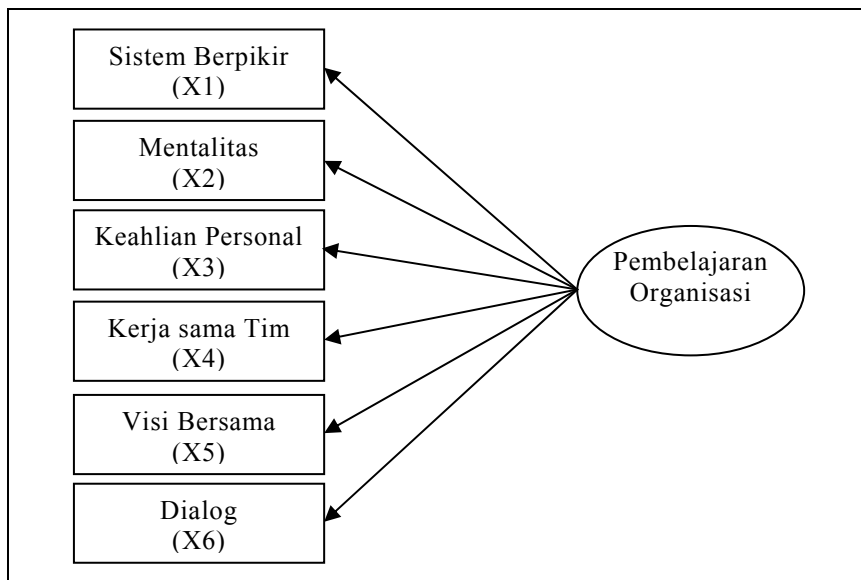 Sistem Berpikir
(X1)
Mentalitas
(X2)
Keahlian Personal
(X3)
Kerja sama Tim
(X4)
Visi Bersama
(X5)
Dialog
(X6)
Pembelajaran
Organisasi